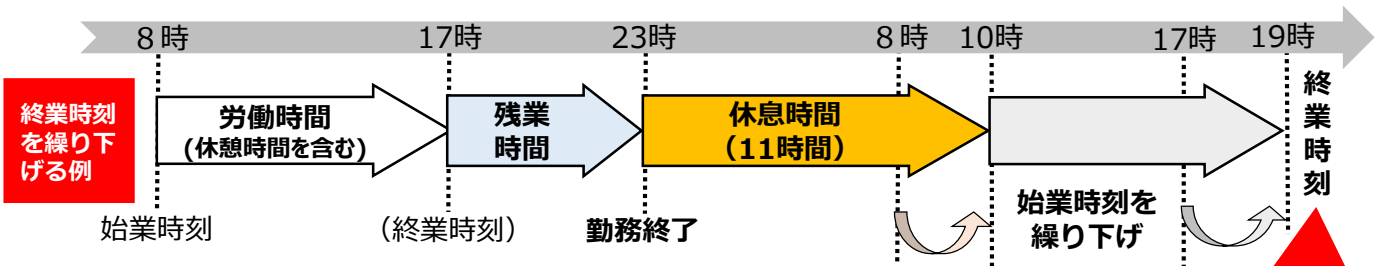 8時 17時 23時 8時 10時 17時 19時
終業時刻
を繰り下
げる例
労働時間
(休憩時間を含む)
残業
時間
休息時間
（11時間）
終業時刻
始業時刻
（終業時刻）
勤務終了
始業時刻を
繰り下げ